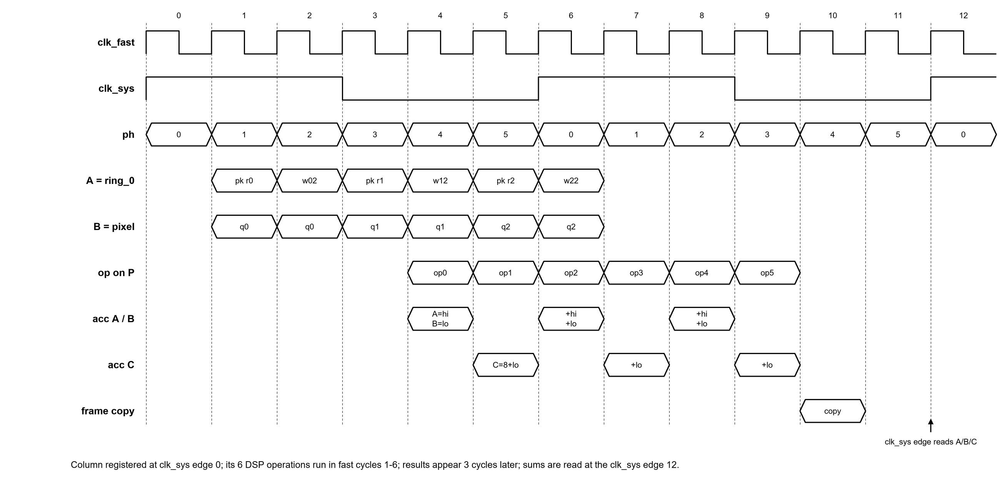 0 1 2 3 4 5 6 7 8 9 10 11 12
clk_fast
clk_sys
ph 0 1 2 3 4 5 0 1 2 3 4 5 0
A = ring_0 pk r0 w02 pk r1 w12 pk r2 w22
B = pixel q0 q0 q1 q1 q2 q2
op on P op0 op1 op2 op3 op4 op5
A=hi +hi +hi
acc A / B
B=lo +lo +lo
acc C C=8+lo +lo +lo
frame copy copy
clk_sys edge reads A/B/C
Column registered at clk_sys edge 0; its 6 DSP operations run in fast cycles 1-6; results appear 3 cycles later; sums are read at the clk_sys edge 12.